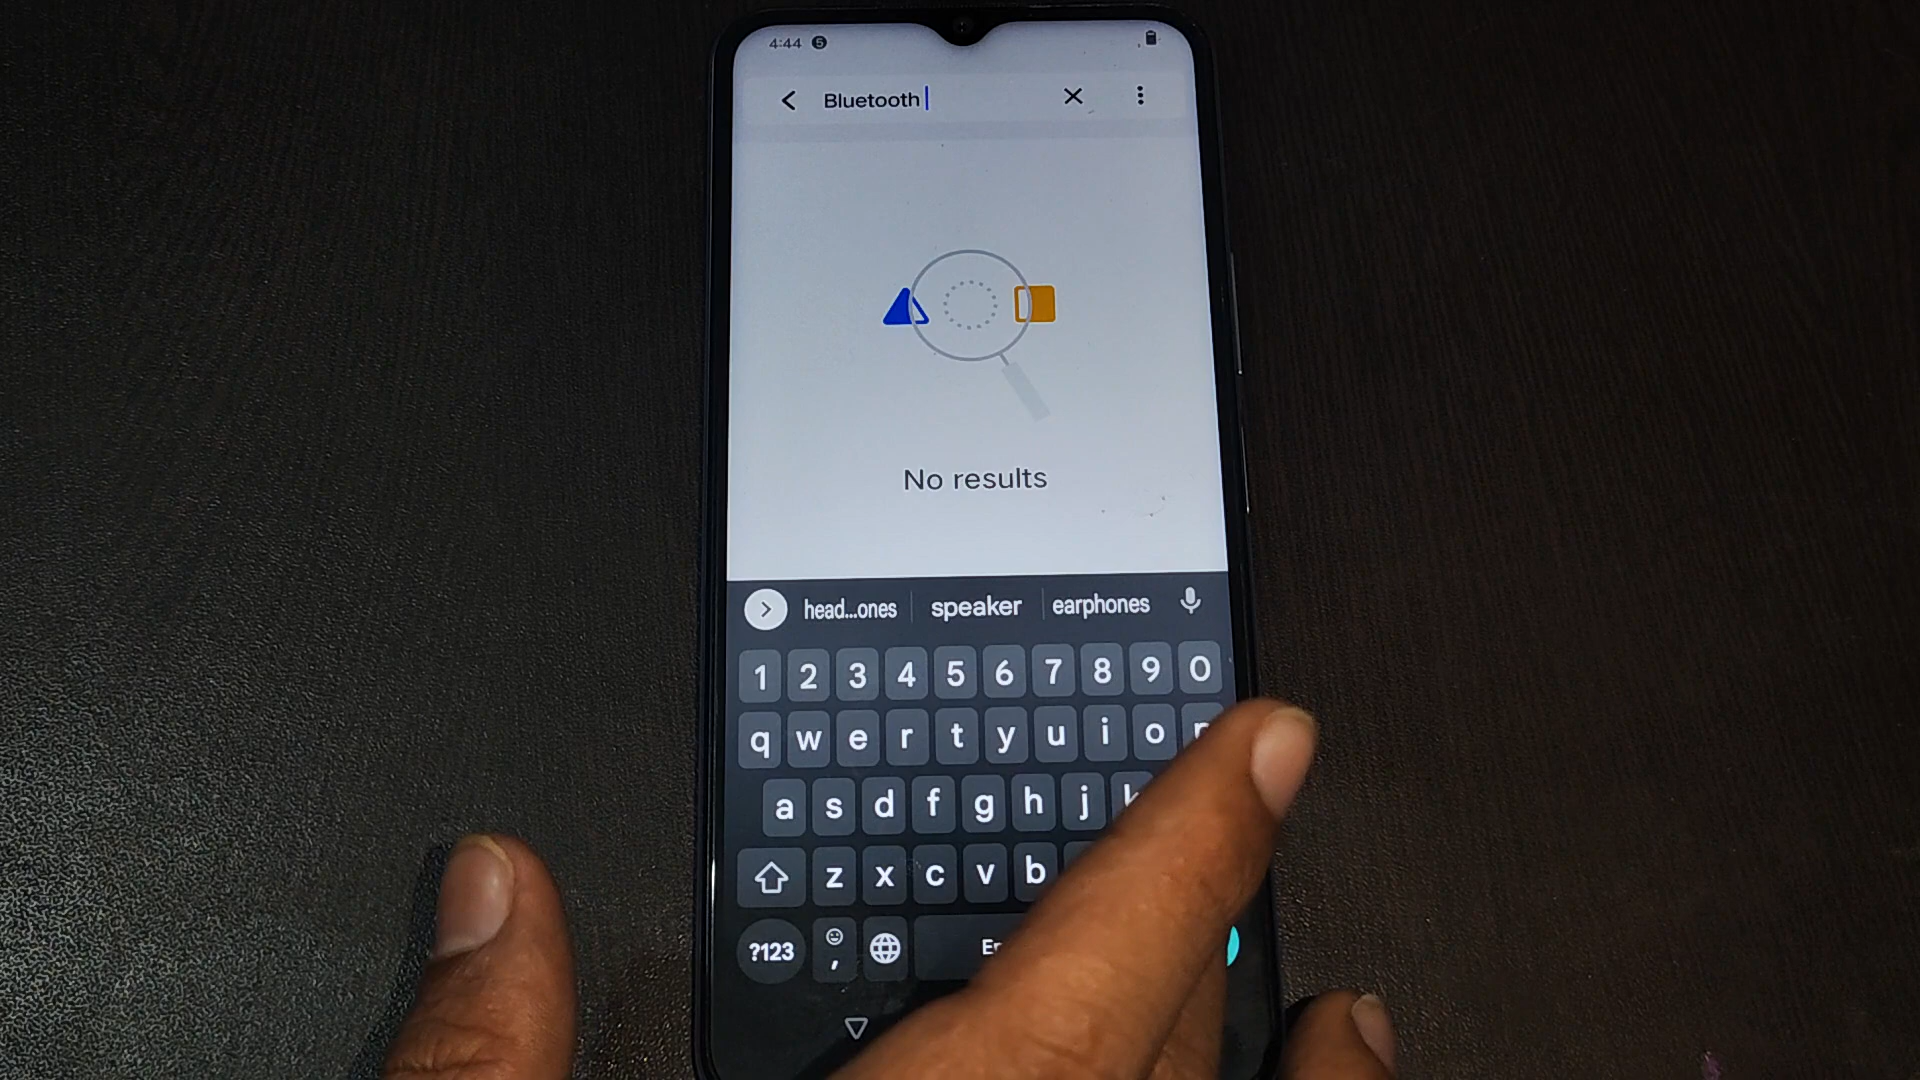 4:44
Bluetooth
No results
head...ones speaker earphones
1 2 3 4 5 6 7 8 9 0
q w e r t y u i o
a s d f g h j
z x c v b
?123 ,